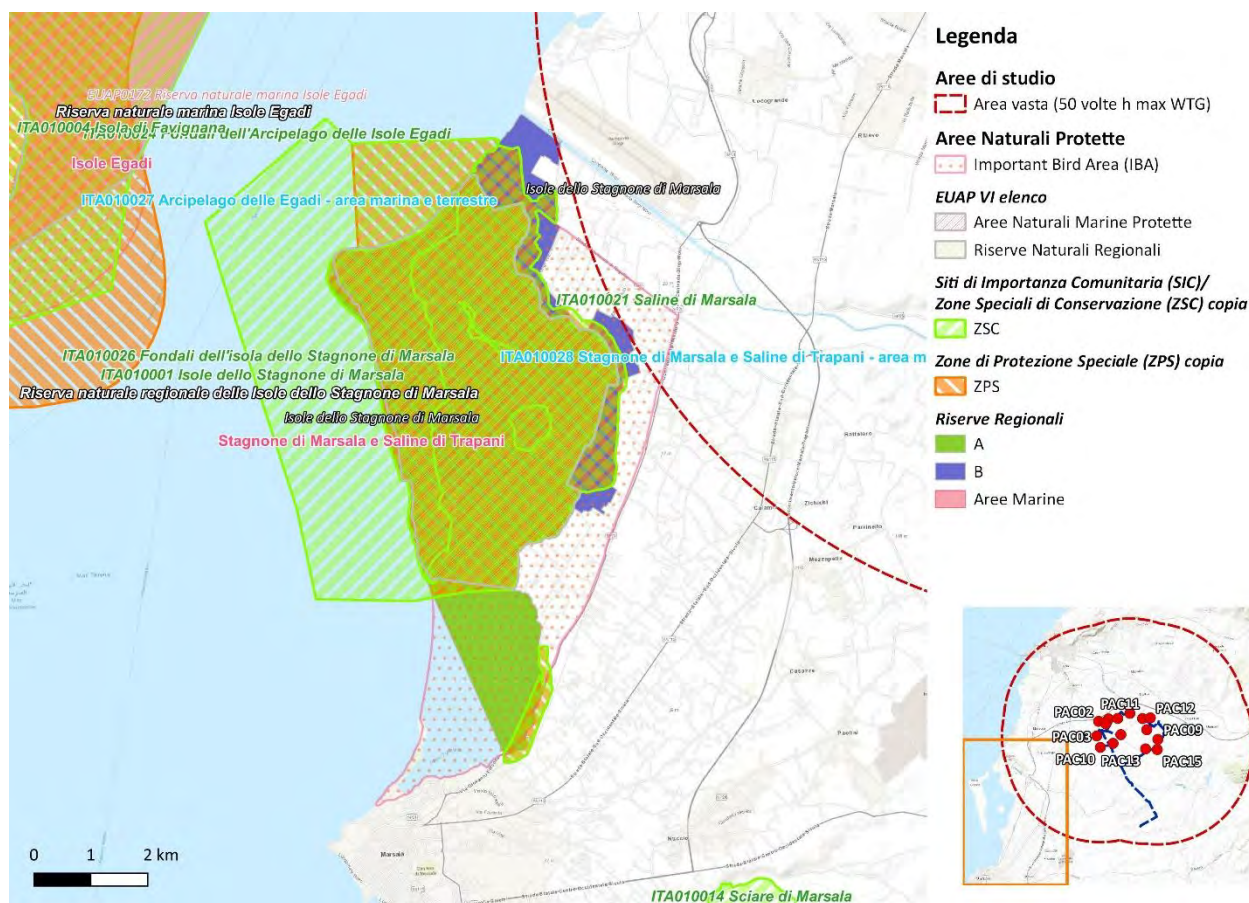 EUAP0172 Riserva naturale marina Isole Egadi
Riserva naturale marina Isole Egadi
ITA010004 Isola di Favignana
ITA010024 Fondali dell'Arcipelago delle Isole Egadi
Isole Egadi
ITA010027 Arcipelago delle Egadi - area marina e terrestre
Isole dello Stagnone di Marsala
ITA010021 Saline di Marsala
ITA010026 Fondali dell'isola dello Stagnone di Marsala
ITA010028 Stagnone di Marsala e Saline di Trapani - area m
ITA010001 Isole dello Stagnone di Marsala
Riserva naturale regionale delle Isole dello Stagnone di Marsala
Isole dello Stagnone di Marsala
Stagnone di Marsala e Saline di Trapani
Marsala
ITA010014 Sciare di Marsala
0 1 2 km
Legenda
Aree di studio
Area vasta (50 volte h max WTG)
Aree Naturali Protette
Important Bird Area (IBA)
EUAP VI elenco
Aree Naturali Marine Protette
Riserve Naturali Regionali
Siti di Importanza Comunitaria (SIC)/
Zone Speciali di Conservazione (ZSC) copia
ZSC
Zone di Protezione Speciale (ZPS) copia
ZPS
Riserve Regionali
A
B
Aree Marine
PAC11
PAC02
PAC12
PAC03
PAC09
PAC10
PAC13
PAC15